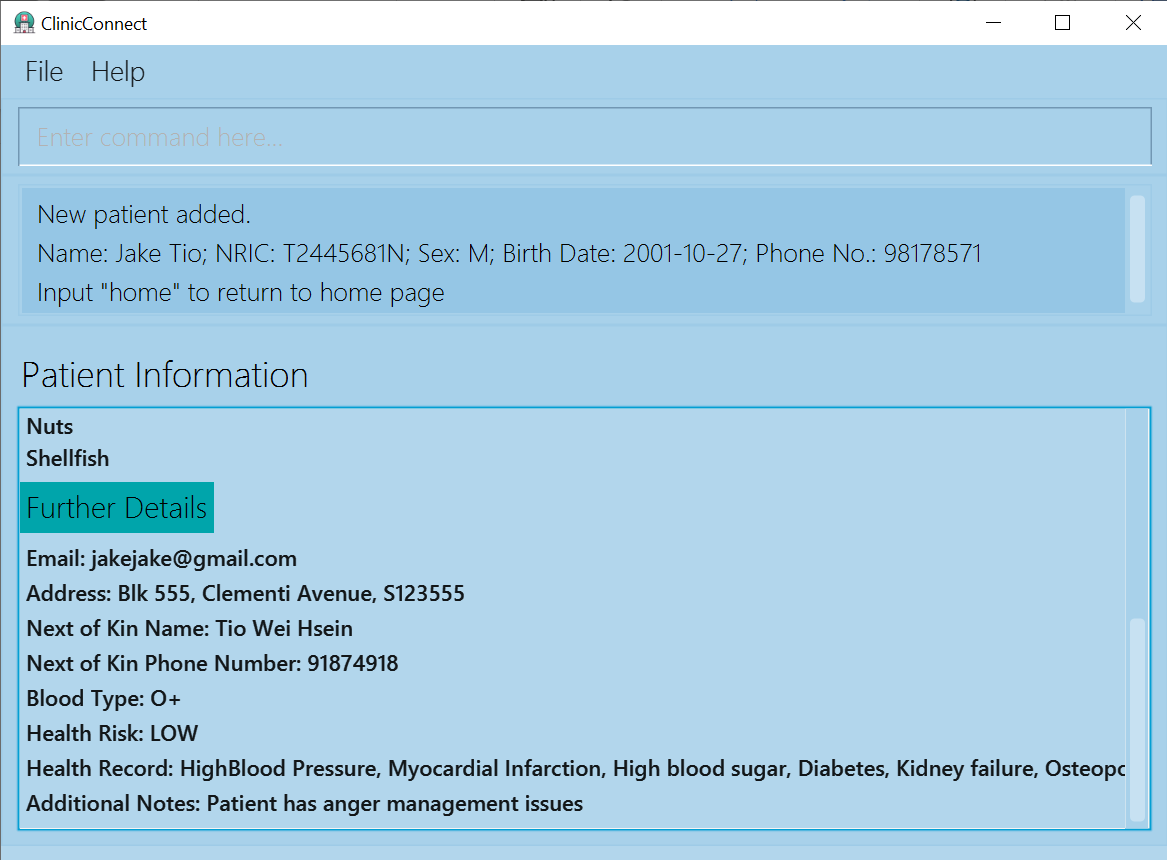 ClinicConnect
File Help
Enter command here...
New patient added.
Name: Jake Tio; NRIC: T2445681N; Sex: M; Birth Date: 2001-10-27; Phone No.: 98178571
Input "home" to return to home page
Patient Information
Nuts
Shellfish
Further Details
Email: jakejake@gmail.com
Address: Blk 555, Clementi Avenue, S123555
Next of Kin Name: Tio Wei Hsein
Next of Kin Phone Number: 91874918
Blood Type: O+
Health Risk: LOW
Health Record: HighBlood Pressure, Myocardial Infarction, High blood sugar, Diabetes, Kidney failure,
Additional Notes: Patient has anger management issues